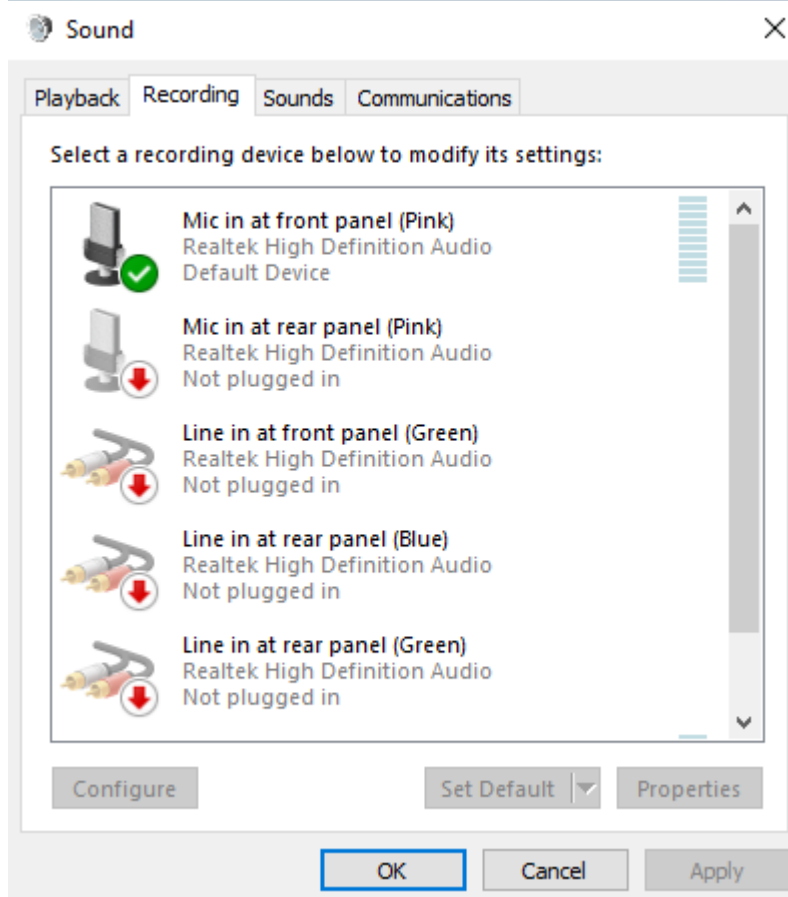 Sound
Playback Recording Sounds Communications
Select a recording device below to modify its settings:
Mic in at front panel (Pink)
Realtek High Definition Audio
Default Device
Mic in at rear panel (Pink)
Realtek High Definition Audio
Not plugged in
Line in at front panel (Green)
Realtek High Definition Audio
Not plugged in
Line in at rear panel (Blue)
Realtek High Definition Audio
Not plugged in
Line in at rear panel (Green)
Realtek High Definition Audio
Not plugged in
Configure Set Default Properties
OK Cancel Apply